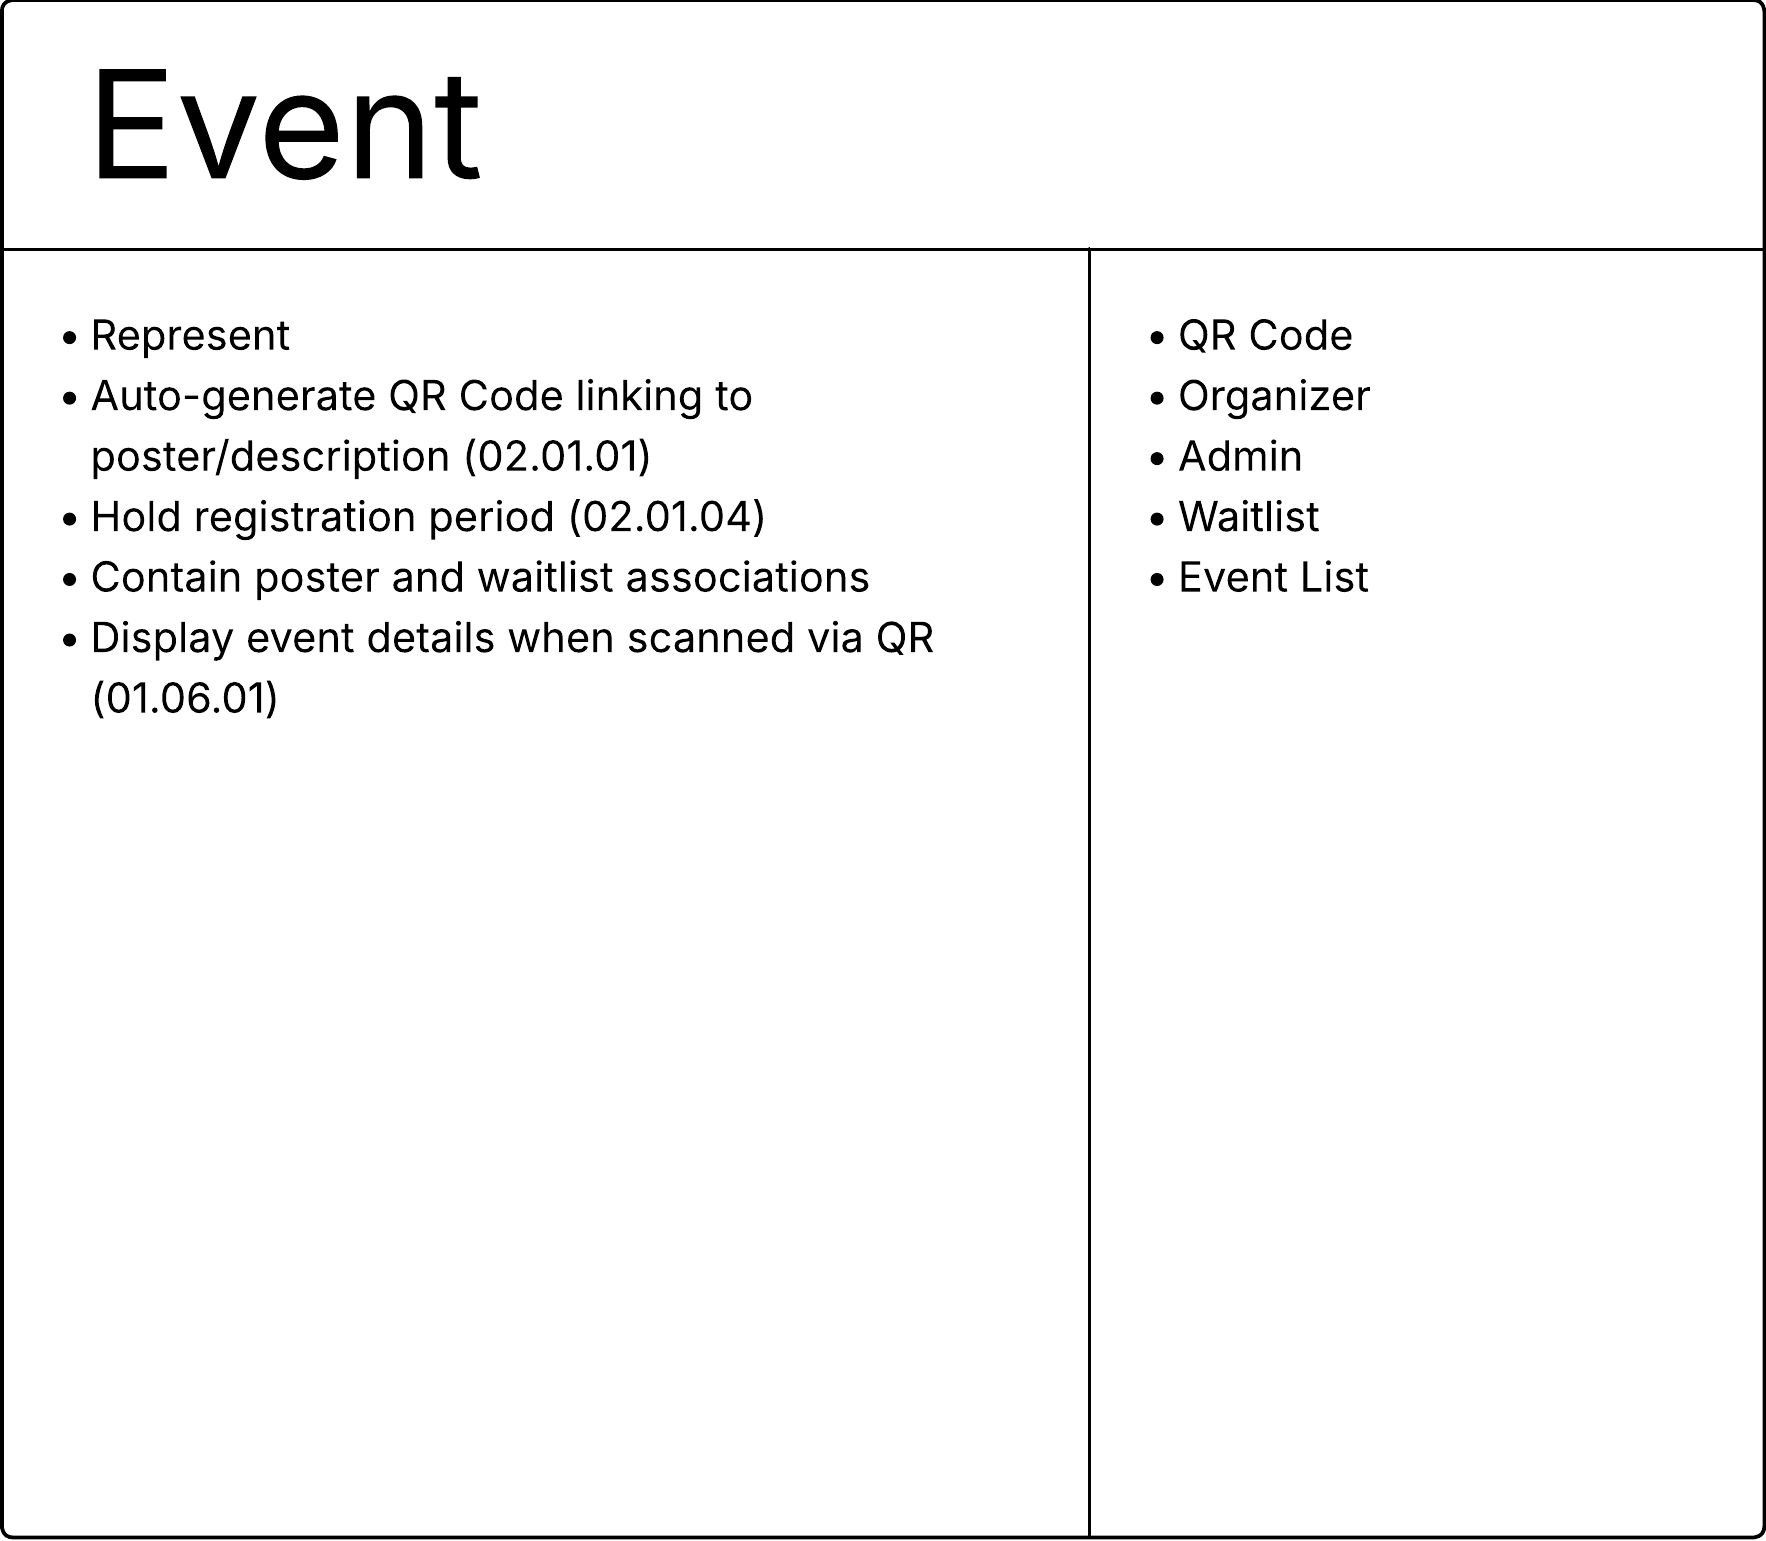 Event
• Represent
• Auto-generate QR Code linking to
poster/description (02.01.01)
• Hold registration period (02.01.04)
• Contain poster and waitlist associations
• Display event details when scanned via QR
(01.06.01)
• QR Code
• Organizer
• Admin
• Waitlist
• Event List